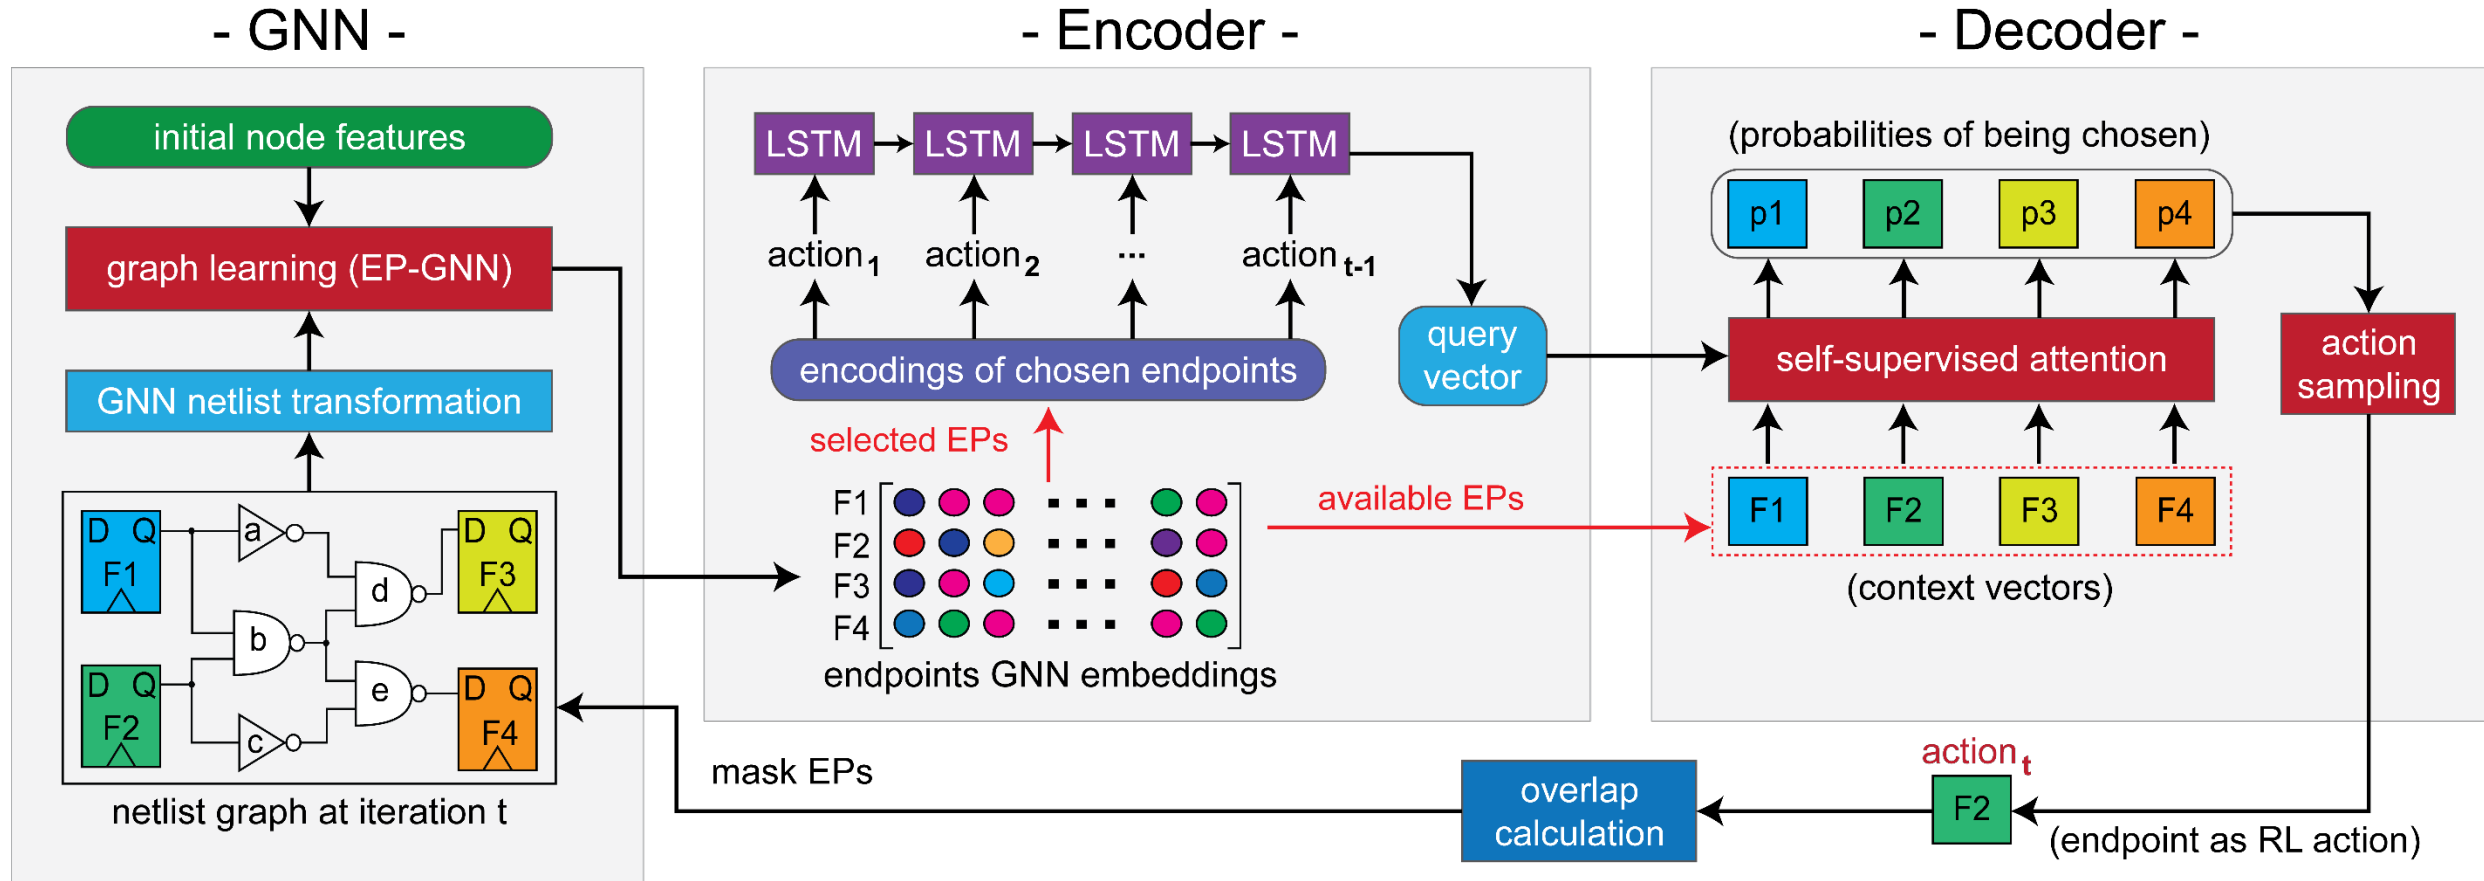 - GNN -
initial node features
graph learning (EP-GNN)
GNN netlist transformation
D Q
F1
D Q
F2
a
b
c
d
e
D Q
F3
D Q
F4
netlist graph at iteration t
- Encoder -
LSTM LSTM LSTM LSTM
action1 action2 ... actiont-1
encodings of chosen endpoints
query
vector
selected EPs
available EPs
F1
F2
F3
F4
endpoints GNN embeddings
- Decoder -
(probabilities of being chosen)
p1 p2 p3 p4
self-supervised attention
action
sampling
F1 F2 F3 F4
(context vectors)
actiont
F2
(endpoint as RL action)
overlap
calculation
mask EPs